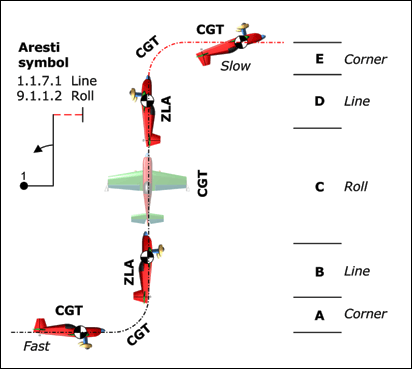 CGT
Aresti
symbol
1.1.7.1 Line
9.1.1.2 Roll
CGT
CGT
Slow
E Corner
ZLA
D Line
1
CGT
C Roll
ZLA
B Line
CGT
A Corner
Fast
CGT